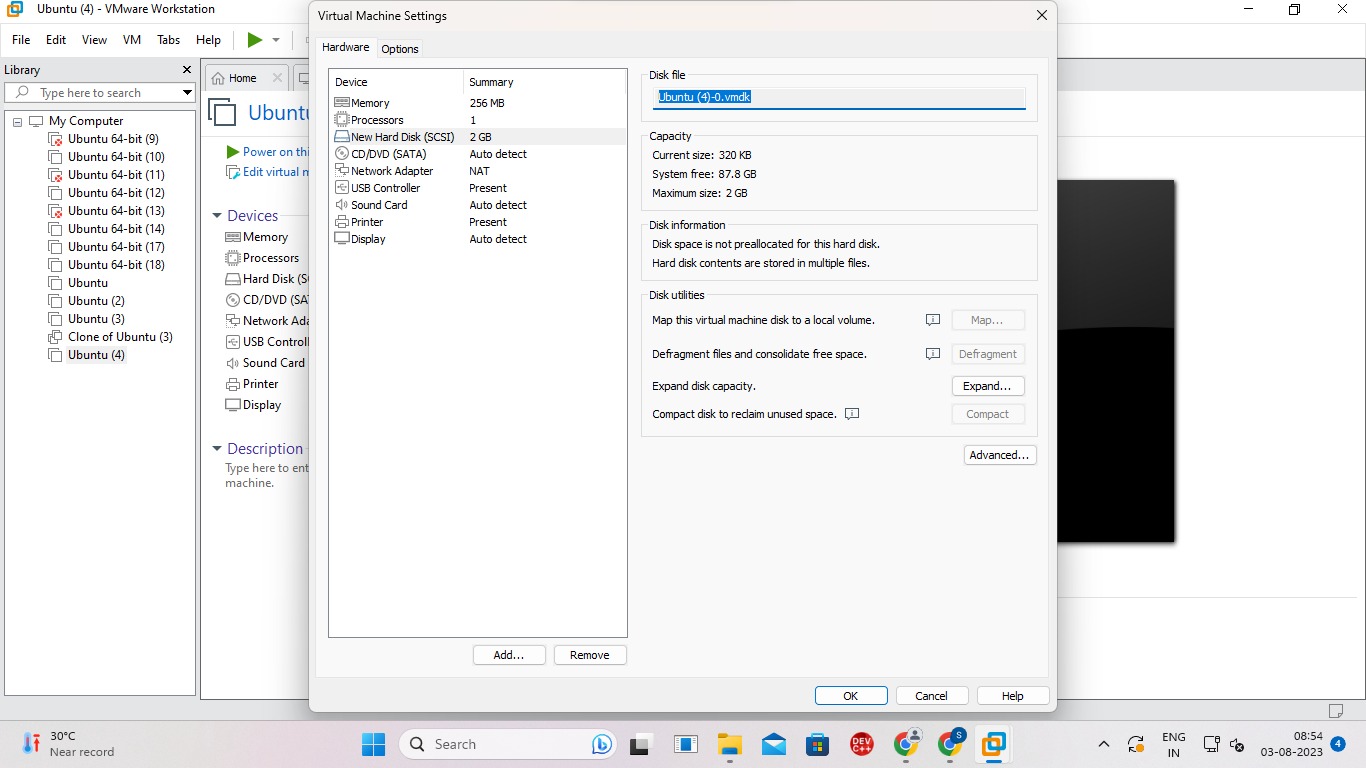 Ubuntu (4) - VMware Workstation
File Edit View VM Tabs Help
Library
Type here to search
My Computer
Ubuntu 64-bit (9)
Ubuntu 64-bit (10)
Ubuntu 64-bit (11)
Ubuntu 64-bit (12)
Ubuntu 64-bit (13)
Ubuntu 64-bit (14)
Ubuntu 64-bit (17)
Ubuntu 64-bit (18)
Ubuntu
Ubuntu (2)
Ubuntu (3)
Clone of Ubuntu (3)
Ubuntu (4)
Home
Ubuntu
Power on thi
Edit virtual m
Devices
Memory
Processors
Hard Disk (S
CD/DVD (SA
Network Ada
USB Control
Sound Card
Printer
Display
Description
Type here to ent
machine.
Virtual Machine Settings
Hardware Options
Device Summary
Memory 256 MB
Processors 1
New Hard Disk (SCSI) 2 GB
CD/DVD (SATA) Auto detect
Network Adapter NAT
USB Controller Present
Sound Card Auto detect
Printer Present
Display Auto detect
Add... Remove
Disk file
Ubuntu (4)-0.vmdk
Capacity
Current size: 320 KB
System free: 87.8 GB
Maximum size: 2 GB
Disk information
Disk space is not preallocated for this hard disk.
Hard disk contents are stored in multiple files.
Disk utilities
Map this virtual machine disk to a local volume. Map...
Defragment files and consolidate free space. Defragment
Expand disk capacity. Expand...
Compact disk to reclaim unused space. Compact
Advanced...
OK Cancel Help
30°C
Near record
Search
DEV
C++
S
ENG
IN
08:54
03-08-2023
4